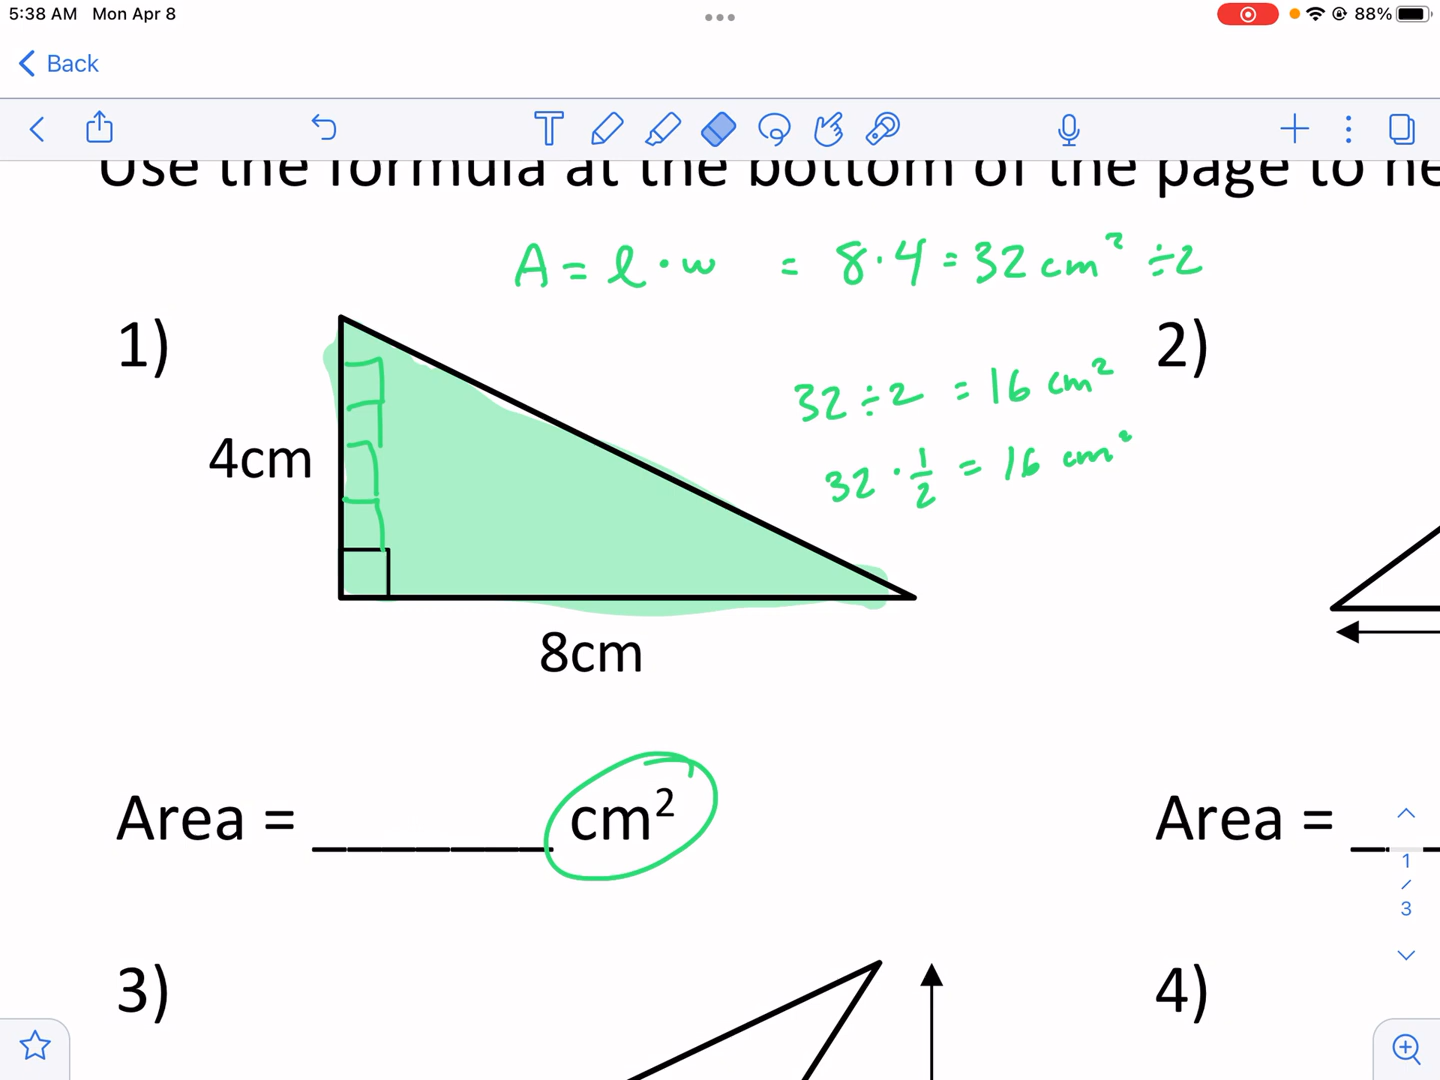 5:38 AM Mon Apr 8
88%
Back
Use the formula at the bottom of the page to he
A = l · w = 8 · 4 = 32 cm² ÷2
1)
2)
32 ÷ 2 = 16 cm²
4cm
32 · 1/2 = 16 cm²
8cm
Area = _______ cm²
Area = __
1
/
3
3)
4)